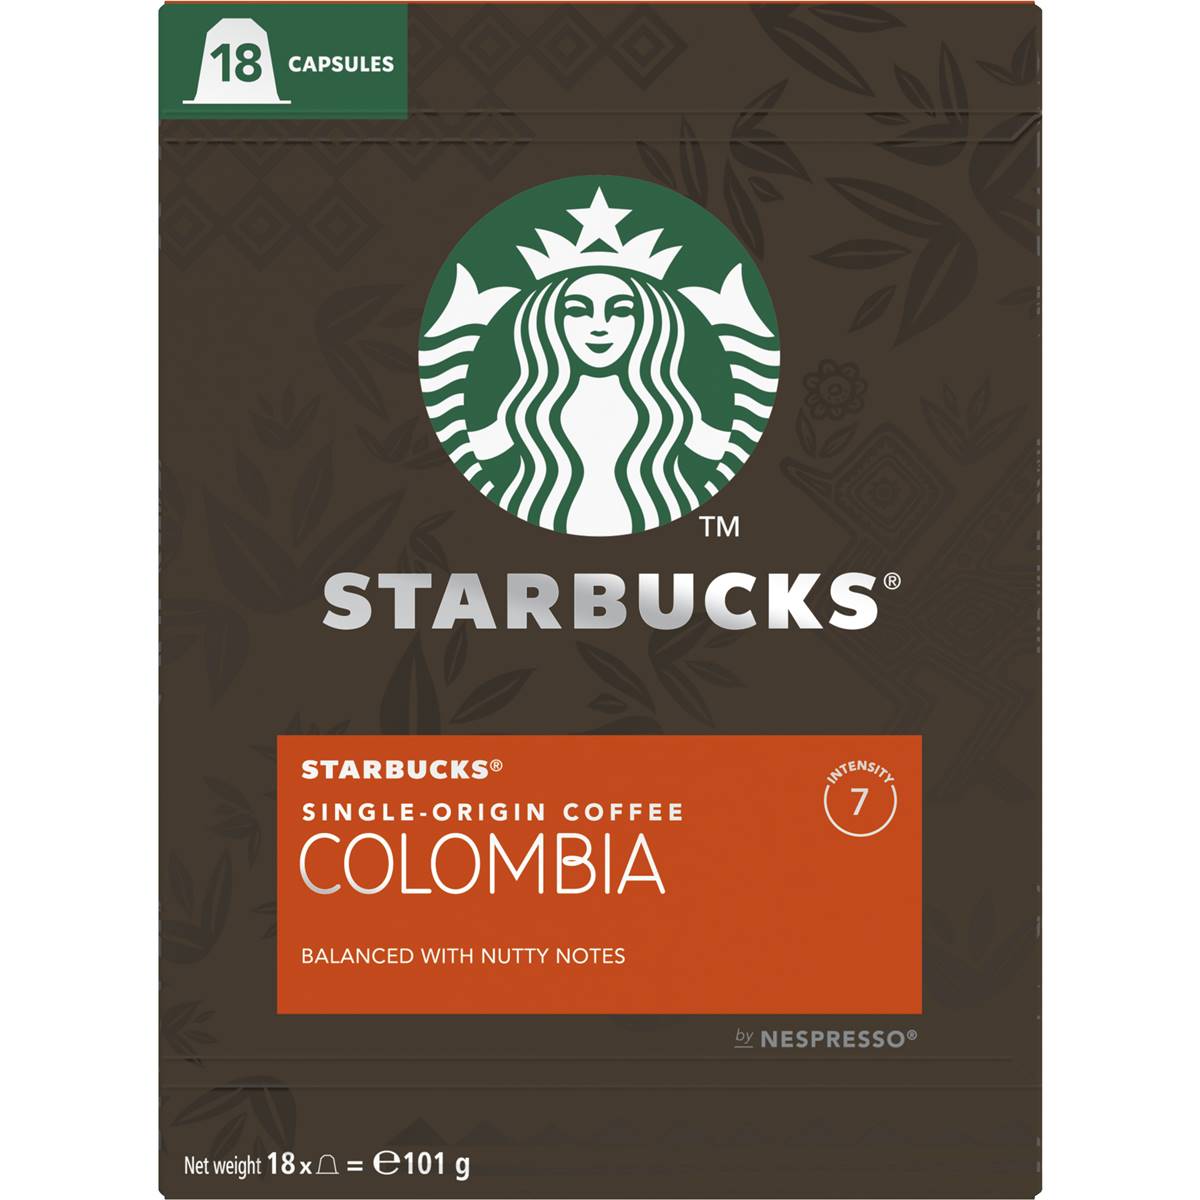 18 CAPSULES
TM
STARBUCKS®
STARBUCKS®
SINGLE-ORIGIN COFFEE
COLOMBIA
BALANCED WITH NUTTY NOTES
INTENSITY
7
by NESPRESSO®
Net weight 18 x = ℮101 g